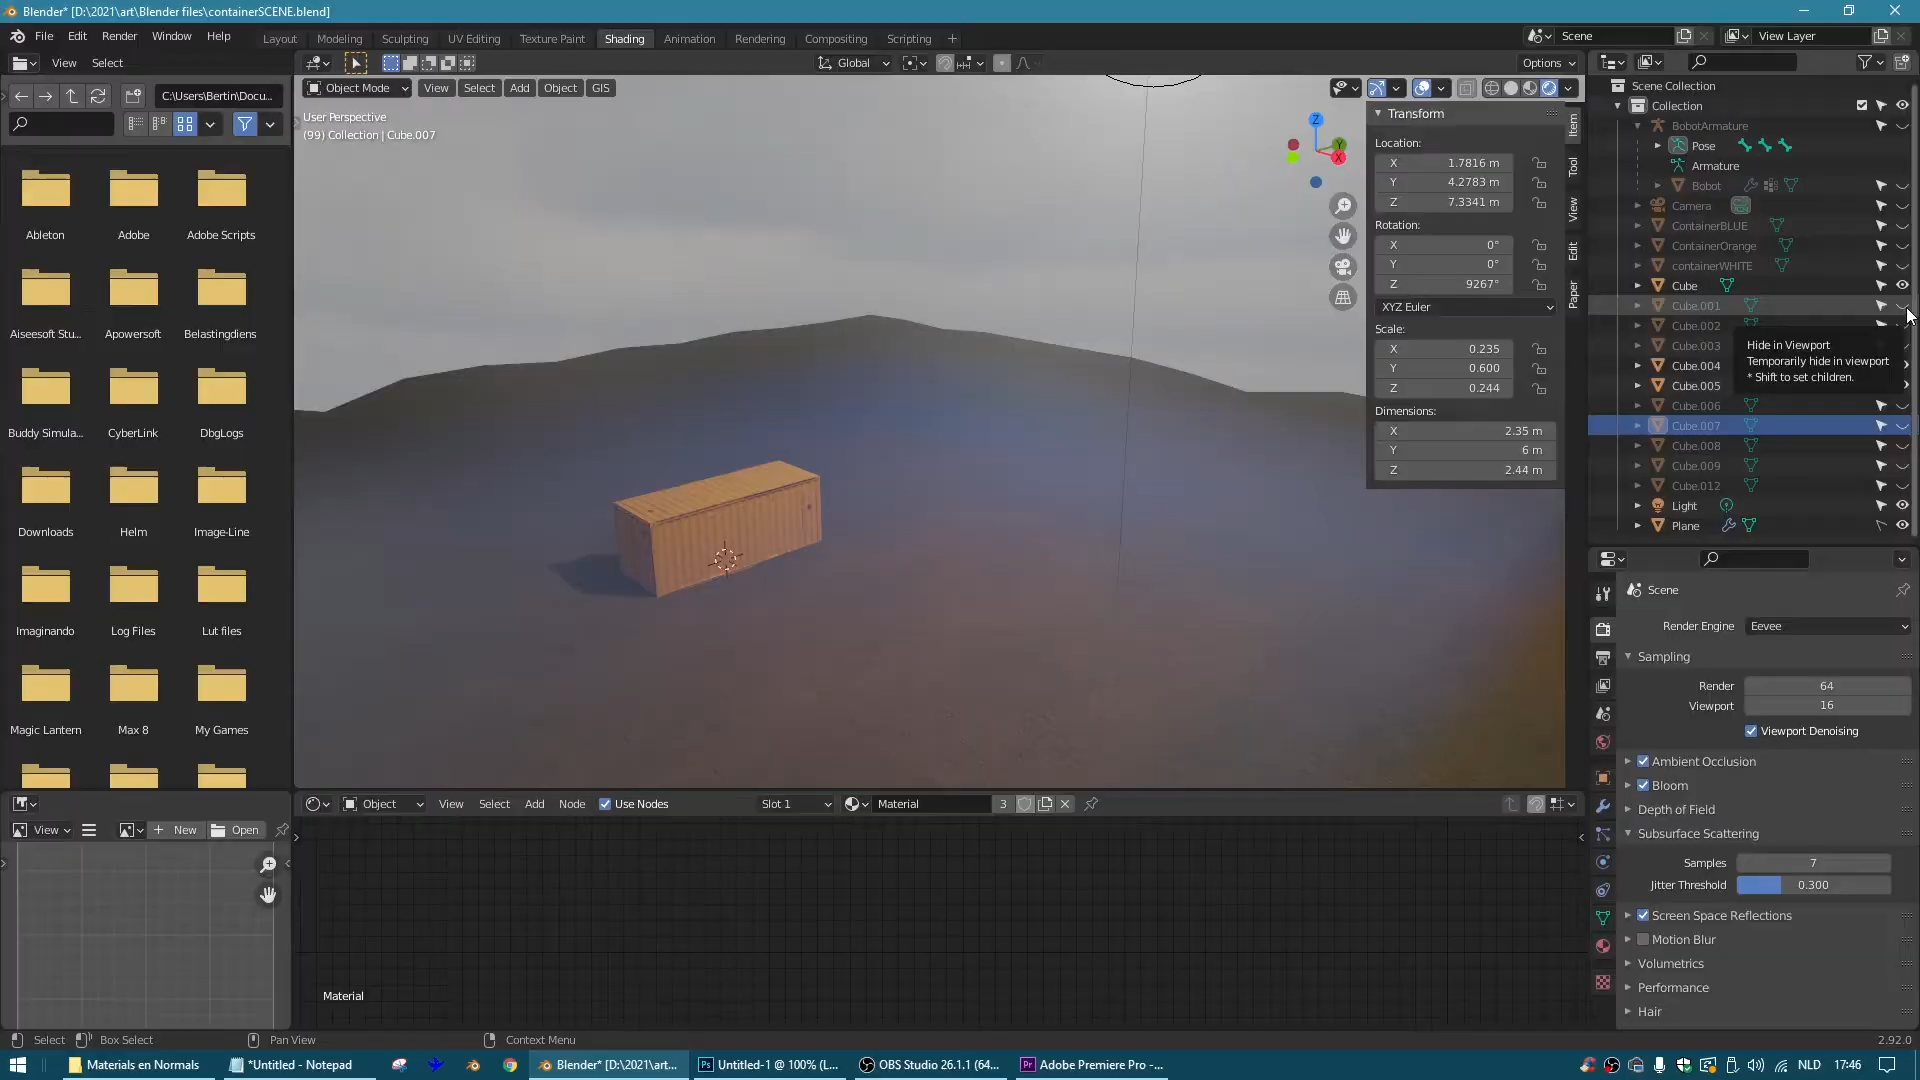 Blender* [D:\2021\art\Blender files\containerSCENE.blend]
File Edit Render Window Help
Layout Modeling Sculpting UV Editing Texture Paint Shading Animation Rendering Compositing Scripting +
Scene
View Layer
View Select
Global
Options
C:\Users\Bertin\Docu...
Object Mode View Select Add Object GIS
User Perspective
(99) Collection | Cube.007
Ableton Adobe Adobe Scripts
Aiseesoft Stu... Apowersoft Belastingdiens
Buddy Simula... CyberLink DbgLogs
Downloads Helm Image-Line
Imaginando Log Files Lut files
Magic Lantern Max 8 My Games
Z
Y
X
Transform
Location:
X 1.7816 m
Y 4.2783 m
Z 7.3341 m
Rotation:
X 0°
Y 0°
Z 9267°
XYZ Euler
Scale:
X 0.235
Y 0.600
Z 0.244
Dimensions:
X 2.35 m
Y 6 m
Z 2.44 m
Item
Tool
View
Edit
Paper
Scene Collection
Collection
BobotArmature
Pose
Armature
Bobot
Camera
ContainerBLUE
ContainerOrange
containerWHITE
Cube
Cube.001
Cube.002
Cube.003
Cube.004
Cube.005
Cube.006
Cube.007
Cube.008
Cube.009
Cube.012
Light
Plane
Hide in Viewport
Temporarily hide in viewport
* Shift to set children.
Scene
Render Engine Eevee
Sampling
Render 64
Viewport 16
Viewport Denoising
Ambient Occlusion
Bloom
Depth of Field
Subsurface Scattering
Samples 7
Jitter Threshold 0.300
Screen Space Reflections
Motion Blur
Volumetrics
Performance
Hair
Object View Select Add Node Use Nodes Slot 1 Material 3
View + New Open
Material
Select Box Select Pan View Context Menu
2.92.0
Materials en Normals
*Untitled - Notepad
Blender* [D:\2021\art...
Untitled-1 @ 100% (L...
OBS Studio 26.1.1 (64...
Adobe Premiere Pro -...
NLD 17:46